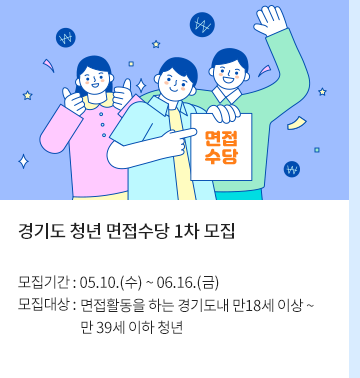 면접
수당
경기도 청년 면접수당 1차 모집
모집기간 : 05.10.(수) ~ 06.16.(금)
모집대상 : 면접활동을 하는 경기도내 만18세 이상 ~
만 39세 이하 청년